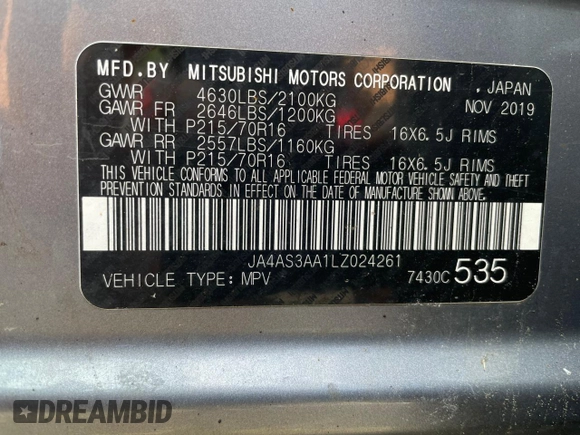 MFD.BY MITSUBISHI MOTORS CORPORATION . JAPAN
GVWR 4630LBS/2100KG NOV 2019
GAWR FR 2646LBS/1200KG
WITH P215/70R16 TIRES 16X6.5J RIMS
GAWR RR 2557LBS/1160KG
WITH P215/70R16 TIRES 16X6.5J RIMS
THIS VEHICLE CONFORMS TO ALL APPLICABLE FEDERAL MOTOR VEHICLE SAFETY AND THEFT
PREVENTION STANDARDS IN EFFECT ON THE DATE OF MANUFACTURE SHOWN ABOVE.
JA4AS3AA1LZ024261
VEHICLE TYPE: MPV 7430C 535
DREAMBID